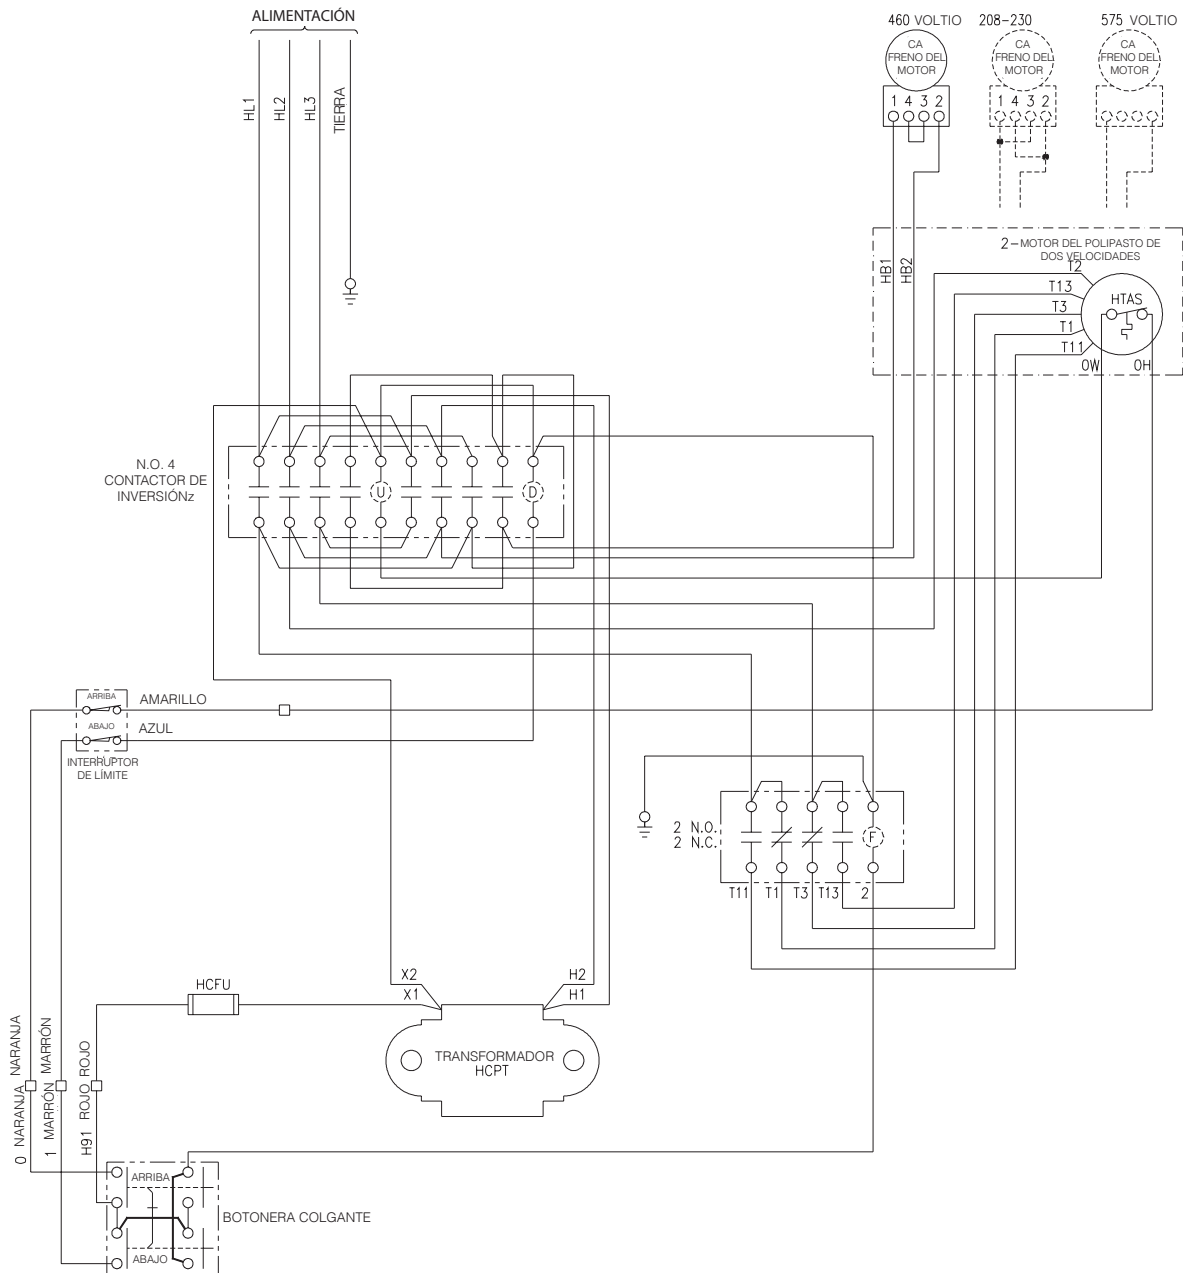 ALIMENTACIÓN
HL1
HL2
HL3
TIERRA
460 VOLTIO
208-230
575 VOLTIO
CA
FRENO DEL
MOTOR
CA
FRENO DEL
MOTOR
CA
FRENO DEL
MOTOR
1 4 3 2
1 4 3 2
HB1
HB2
2-MOTOR DEL POLIPASTO DE
DOS VELOCIDADES
T2
T13
T3
T1
T11
HTAS
OW
OH
N.O. 4
CONTACTOR DE
INVERSIÓNz
U
D
ARRIBA
AMARILLO
ABAJO
AZUL
INTERRUPTOR
DE LÍMITE
2 N.O.
2 N.C.
F
T11 T1 T3 T13 2
X2
X1
H2
H1
HCFU
TRANSFORMADOR
HCPT
0 NARANJA NARANJA
1 MARRÓN MARRÓN
H91 ROJO ROJO
ARRIBA
BOTONERA COLGANTE
ABAJO